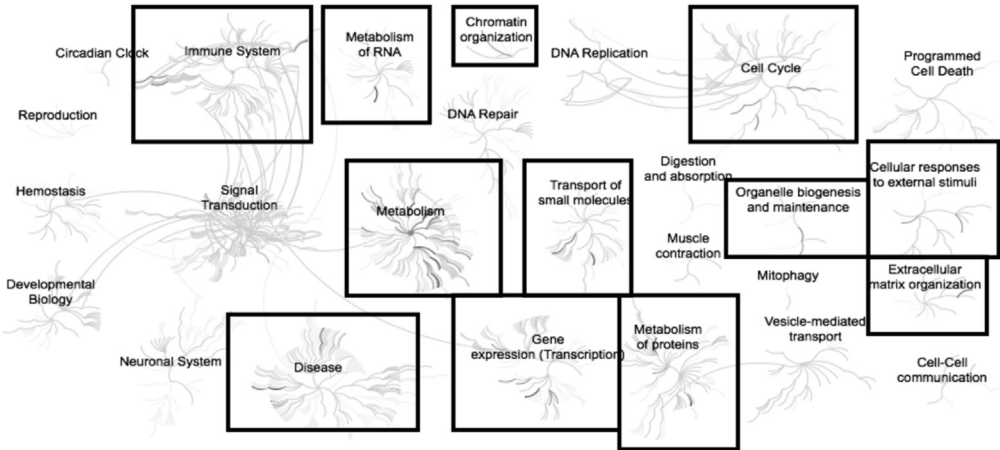 Circadian Clock
Immune System
Metabolism
of RNA
Chromatin
organization
DNA Replication
Cell Cycle
Programmed
Cell Death
Reproduction
DNA Repair
Hemostasis
Signal
Transduction
Metabolism
Transport of
small molecules
Digestion
and absorption
Organelle biogenesis
and maintenance
Cellular responses
to external stimuli
Muscle
contraction
Developmental
Biology
Mitophagy
Extracellular
matrix organization
Neuronal System
Disease
Gene
expression (Transcription)
Metabolism
of proteins
Vesicle-mediated
transport
Cell-Cell
communication